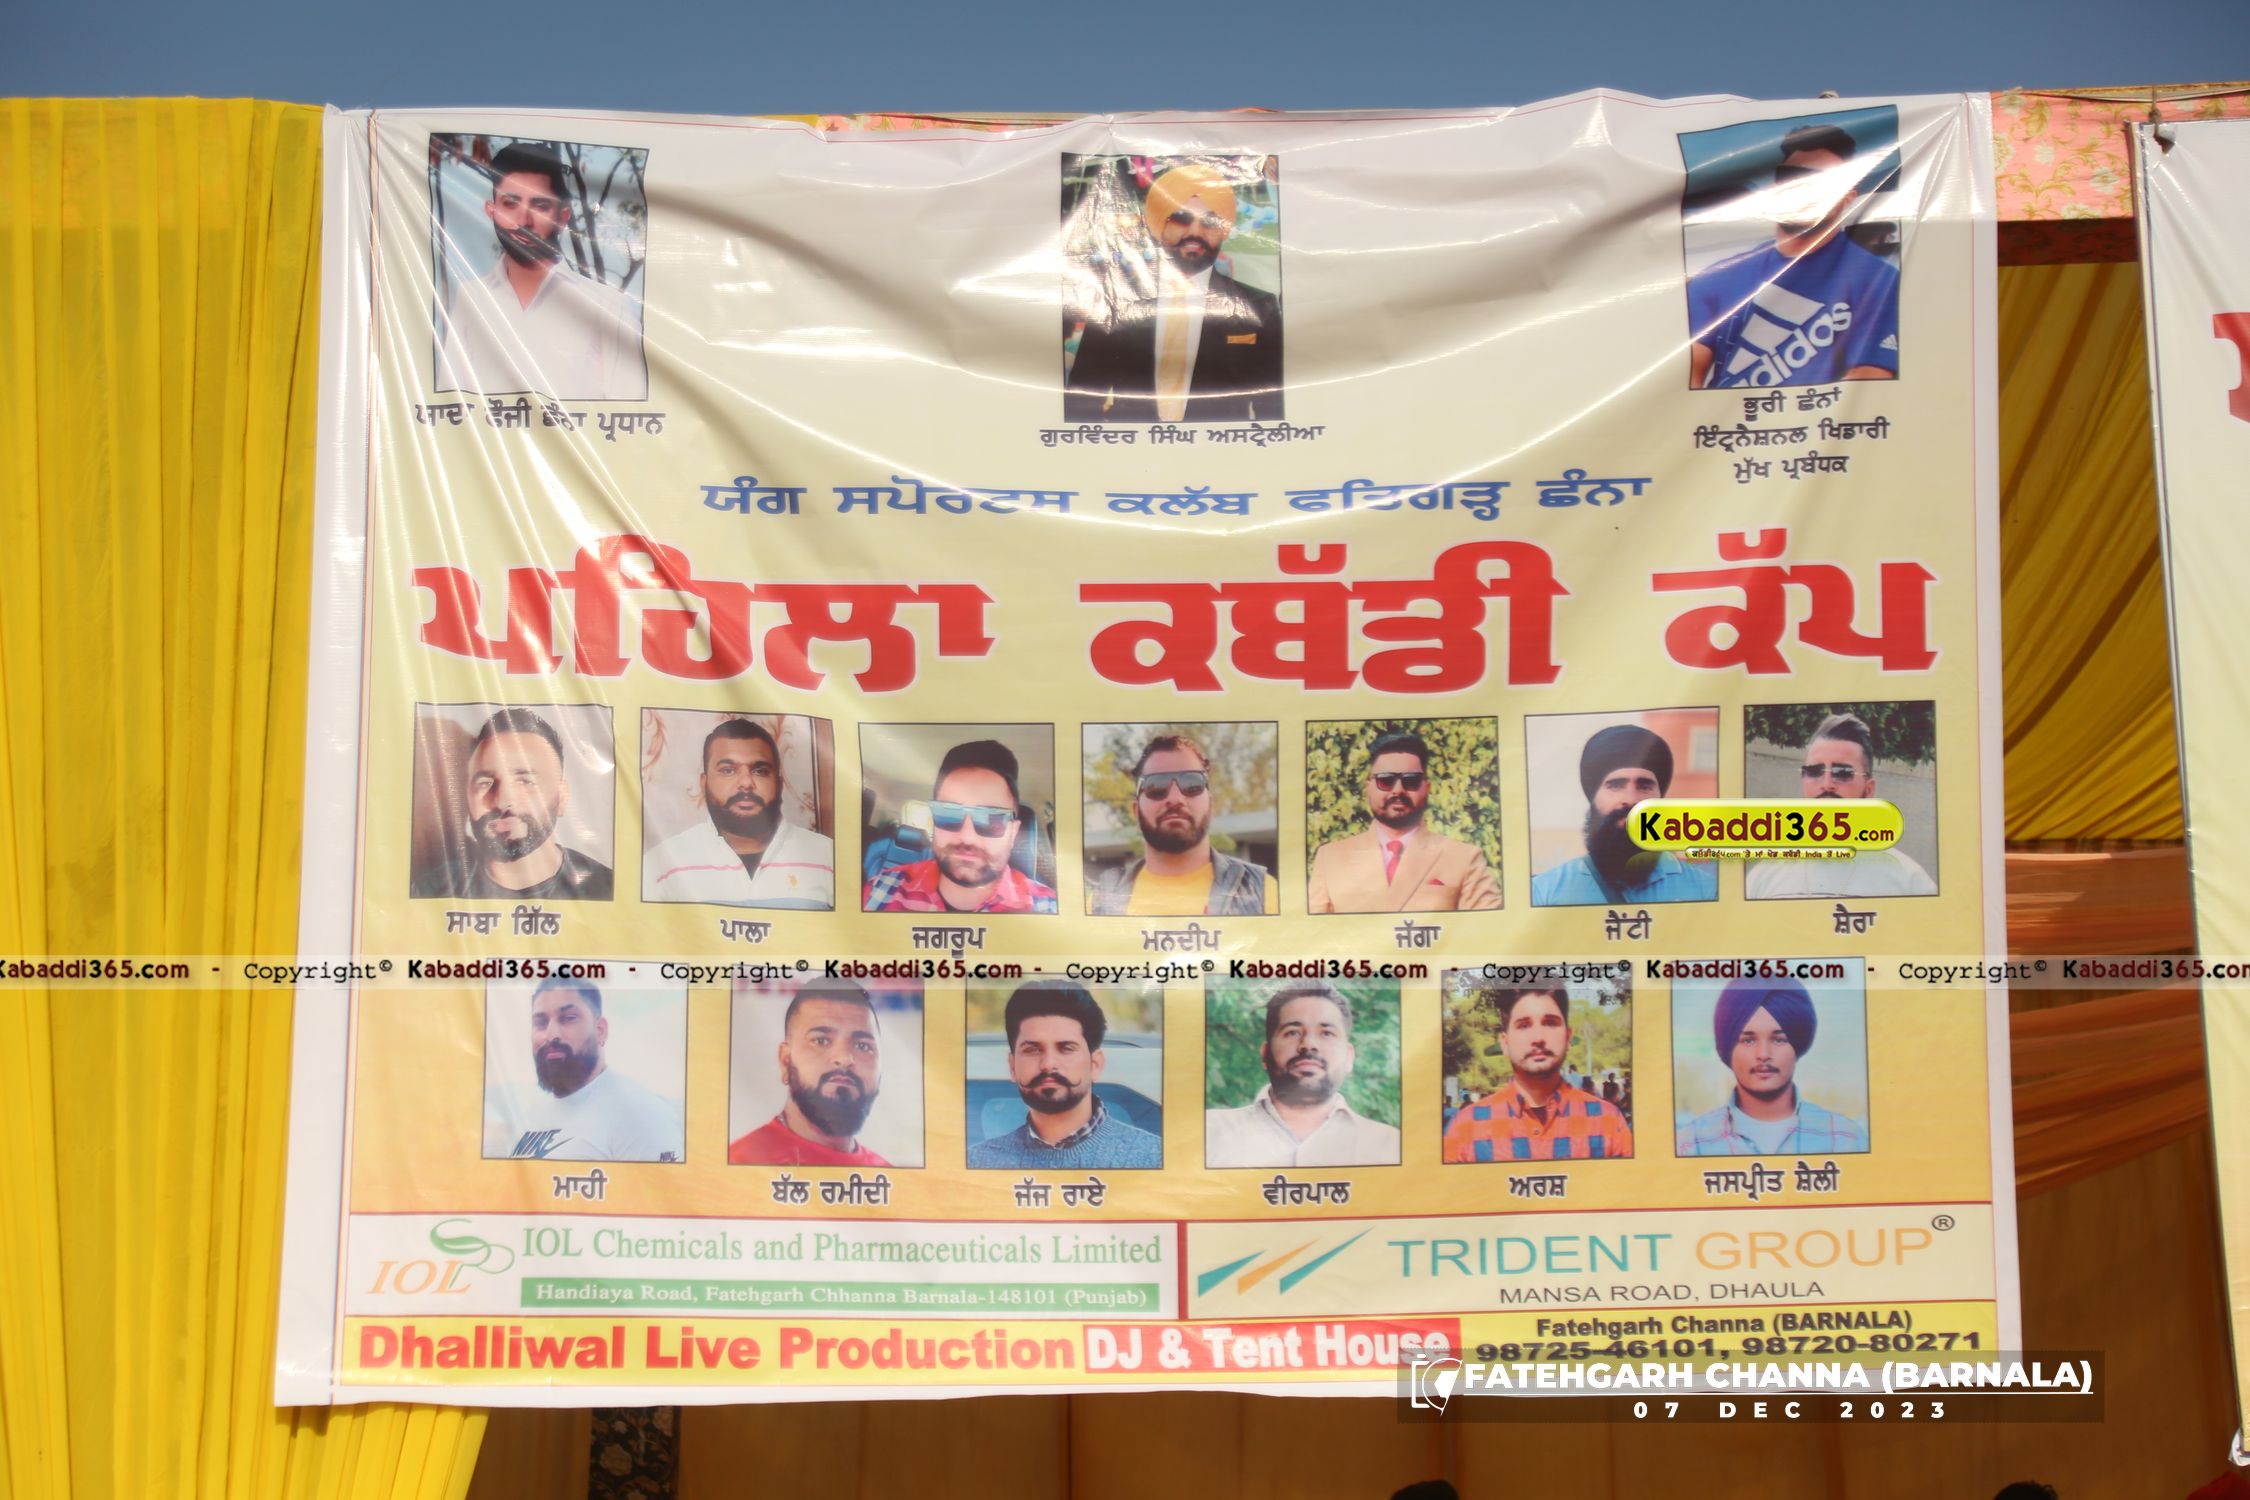 ਯਾਦਾ ਫੌਜੀ ਛੰਨਾ ਪ੍ਰਧਾਨ
ਗੁਰਵਿੰਦਰ ਸਿੰਘ ਅਸਟ੍ਰੈਲੀਆ
adidas
ਭੂਰੀ ਛੰਨਾਂ
ਇੰਟ੍ਰਨੈਸ਼ਨਲ ਖਿਡਾਰੀ
ਮੁੱਖ ਪ੍ਰਬੰਧਕ
ਯੰਗ ਸਪੋਰਟਸ ਕਲੱਬ ਫਤਿਗੜ੍ਹ ਛੰਨਾ
ਪਹਿਲਾ ਕਬੱਡੀ ਕੱਪ
Kabaddi365.com
ਸਾਬਾ ਗਿੱਲ ਪਾਲਾ ਜਗਰੂਪ ਮਨਦੀਪ ਜੱਗਾ ਜੈਂਟੀ ਸ਼ੈਰਾ
Kabaddi365.com - Copyright© Kabaddi365.com - Copyright© Kabaddi365.com - Copyright© Kabaddi365.com - Copyright© Kabaddi365.com - Copyright© Kabaddi365.com
NIKE NIKE
ਮਾਹੀ ਬੱਲ ਰਮੀਦੀ ਜੱਜ ਰਾਏ ਵੀਰਪਾਲ ਅਰਸ਼ ਜਸਪ੍ਰੀਤ ਸ਼ੈਲੀ
IOL
IOL Chemicals and Pharmaceuticals Limited
Handiaya Road, Fatehgarh Chhanna Barnala-148101 (Punjab)
TRIDENT GROUP®
MANSA ROAD, DHAULA
Dhalliwal Live Production DJ & Tent House
Fatehgarh Channa (BARNALA)
98725-46101, 98720-80271
FATEHGARH CHANNA (BARNALA)
07 DEC 2023